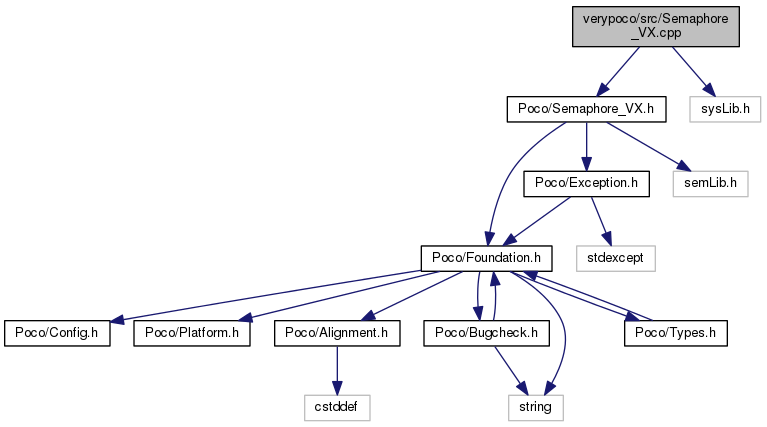 verypoco/src/Semaphore
_VX.cpp
Poco/Semaphore_VX.h
sysLib.h
Poco/Exception.h
semLib.h
Poco/Foundation.h
stdexcept
Poco/Config.h
Poco/Platform.h
Poco/Alignment.h
Poco/Bugcheck.h
Poco/Types.h
cstddef
string